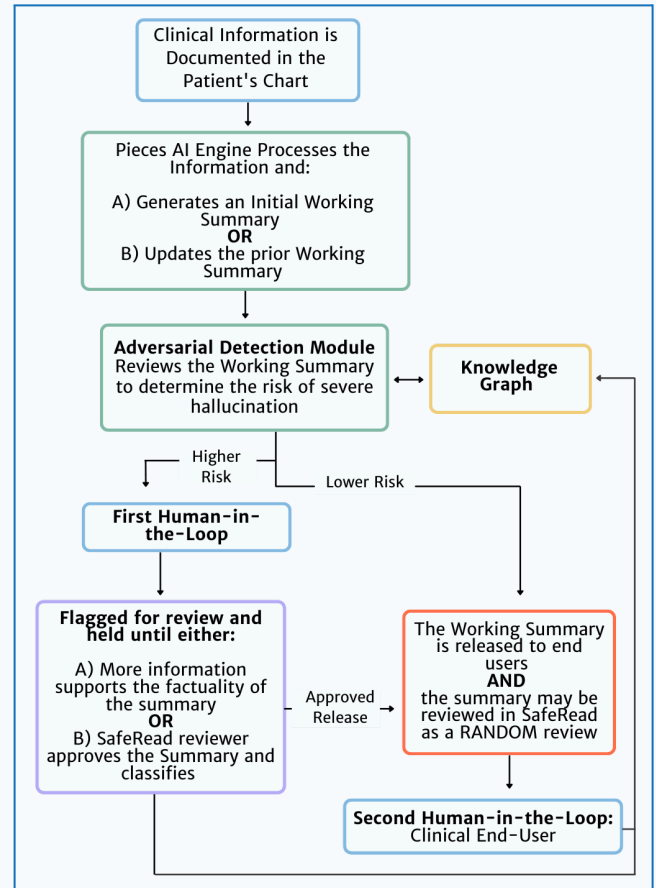 Clinical Information is
Documented in the
Patient's Chart
Pieces AI Engine Processes the
Information and:
A) Generates an Initial Working
Summary
OR
B) Updates the prior Working
Summary
Adversarial Detection Module
Reviews the Working Summary
to determine the risk of severe
hallucination
Knowledge
Graph
Higher
Risk
Lower Risk
First Human-in-
the-Loop
Flagged for review and
held until either:
A) More information
supports the factuality of
the summary
OR
B) SafeRead reviewer
approves the Summary and
classifies
Approved
Release
The Working Summary
is released to end
users
AND
the summary may be
reviewed in SafeRead
as a RANDOM review
Second Human-in-the-Loop:
Clinical End-User